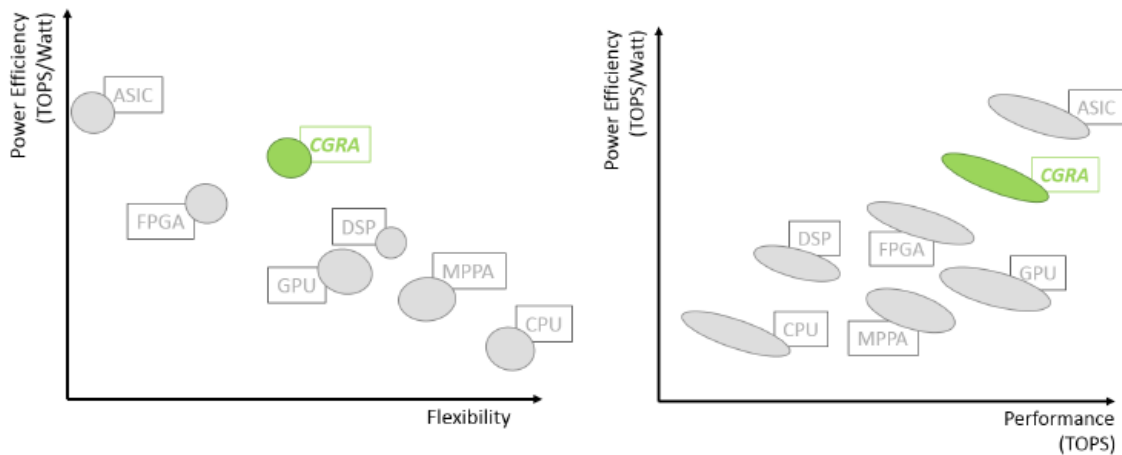 Power Efficiency
(TOPS/Watt)
ASIC
CGRA
FPGA
DSP
GPU
MPPA
CPU
Flexibility
Power Efficiency
(TOPS/Watt)
ASIC
CGRA
DSP
FPGA
GPU
CPU
MPPA
Performance
(TOPS)